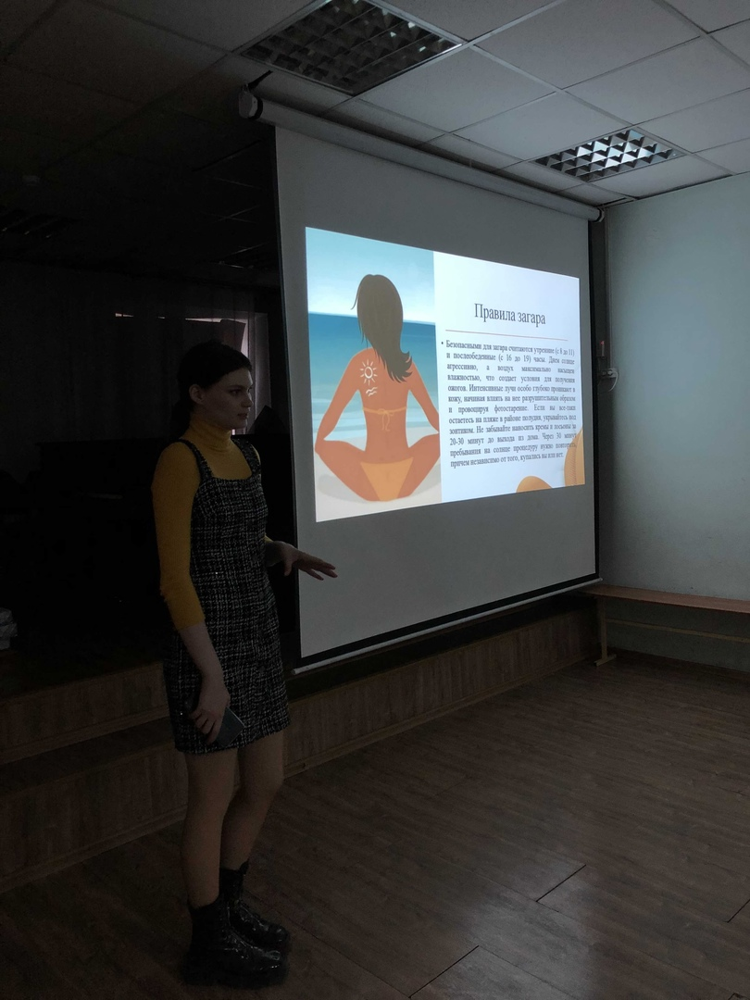 Правила загара
• Безопасными для загара считаются утренние (с 8 до 11)
и послеобеденные (с 16 до 19) часы. Днем солнце
агрессивно, а воздух максимально насыщен
влажностью, что создает условия для получения
ожогов. Интенсивные лучи особо глубоко проникают в
кожу, начиная влиять на нее разрушительным образом
и провоцируя фотостарение. Если вы все-таки
остаетесь на пляже в районе полудня, укрывайтесь под
зонтиком. Не забывайте наносить кремы и лосьоны за
20-30 минут до выхода из дома. Через 30 минут
пребывания на солнце процедуру нужно повторить,
причем независимо от того, купались вы или нет.